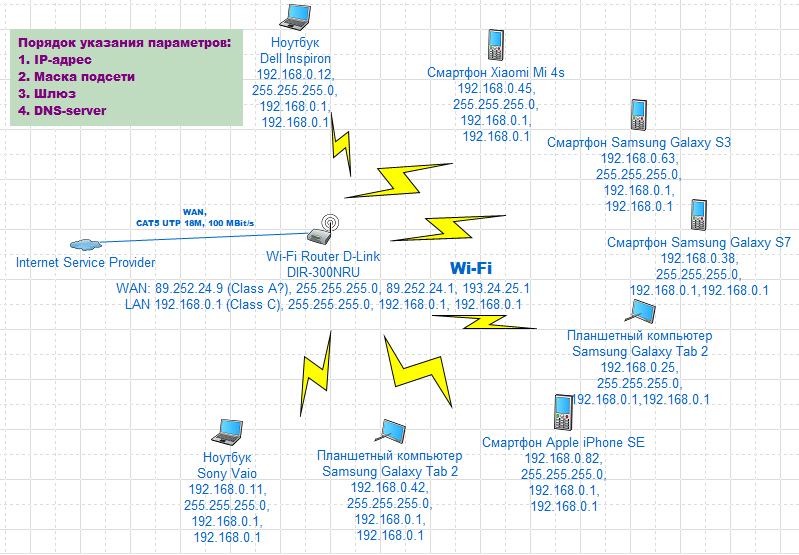 Порядок указания параметров:
1. IP-адрес
2. Маска подсети
3. Шлюз
4. DNS-server
Ноутбук
Dell Inspiron
192.168.0.12,
255.255.255.0,
192.168.0.1,
192.168.0.1
Смартфон Xiaomi Mi 4s
192.168.0.45,
255.255.255.0,
192.168.0.1,
192.168.0.1
Смартфон Samsung Galaxy S3
192.168.0.63,
255.255.255.0,
192.168.0.1,
192.168.0.1
Смартфон Samsung Galaxy S7
192.168.0.38,
255.255.255.0,
192.168.0.1,192.168.0.1
WAN,
CAT5 UTP 18M, 100 MBit/s
Internet Service Provider
Wi-Fi Router D-Link
DIR-300NRU
WAN: 89.252.24.9 (Class A?), 255.255.255.0, 89.252.24.1, 193.24.25.1
LAN 192.168.0.1 (Class C), 255.255.255.0, 192.168.0.1, 192.168.0.1
Wi-Fi
Планшетный компьютер
Samsung Galaxy Tab 2
192.168.0.25,
255.255.255.0,
192.168.0.1,192.168.0.1
Смартфон Apple iPhone SE
192.168.0.82,
255.255.255.0,
192.168.0.1,
192.168.0.1
Планшетный компьютер
Samsung Galaxy Tab 2
192.168.0.42,
255.255.255.0,
192.168.0.1,
192.168.0.1
Ноутбук
Sony Vaio
192.168.0.11,
255.255.255.0,
192.168.0.1,
192.168.0.1